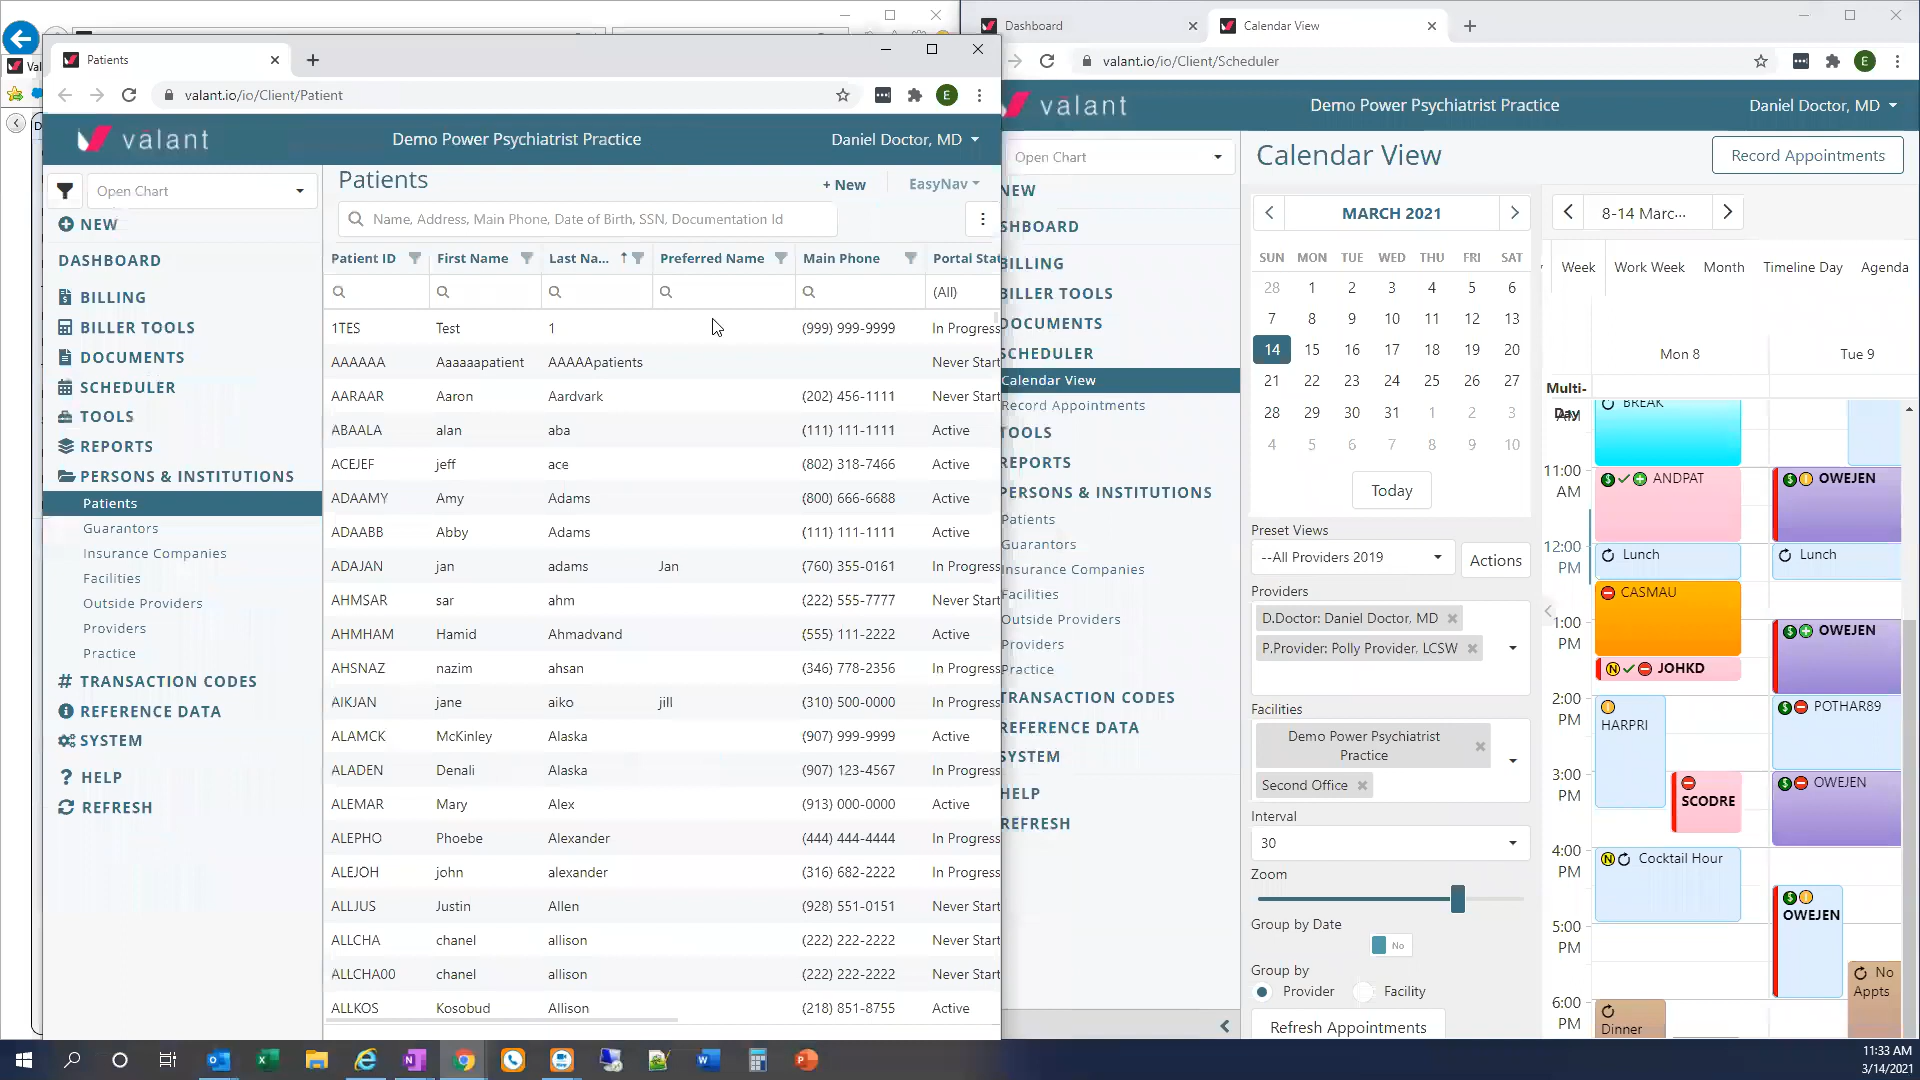 Val
D
Patients
valant.io/io/Client/Patient
E
valant
Demo Power Psychiatrist Practice
Daniel Doctor, MD
Open Chart
NEW
DASHBOARD
BILLING
BILLER TOOLS
DOCUMENTS
SCHEDULER
TOOLS
REPORTS
PERSONS & INSTITUTIONS
Patients
Guarantors
Insurance Companies
Facilities
Outside Providers
Providers
Practice
TRANSACTION CODES
REFERENCE DATA
SYSTEM
HELP
REFRESH
Patients
+ New
EasyNav
Name, Address, Main Phone, Date of Birth, SSN, Documentation Id
Patient ID First Name Last Na... Preferred Name Main Phone Portal Stat
(All)
1TES Test 1 (999) 999-9999 In Progress
AAAAAA Aaaaaapatient AAAAApatients Never Start
AARAAR Aaron Aardvark (202) 456-1111 Never Start
ABAALA alan aba (111) 111-1111 Active
ACEJEF jeff ace (802) 318-7466 Active
ADAAMY Amy Adams (800) 666-6688 Active
ADAABB Abby Adams (111) 111-1111 Active
ADAJAN jan adams Jan (760) 355-0161 In Progress
AHMSAR sar ahm (222) 555-7777 Never Start
AHMHAM Hamid Ahmadvand (555) 111-2222 Active
AHSNAZ nazim ahsan (346) 778-2356 In Progress
AIKJAN jane aiko jill (310) 500-0000 In Progress
ALAMCK McKinley Alaska (907) 999-9999 Active
ALADEN Denali Alaska (907) 123-4567 In Progress
ALEMAR Mary Alex (913) 000-0000 Active
ALEPHO Phoebe Alexander (444) 444-4444 In Progress
ALEJOH john alexander (316) 682-2222 In Progress
ALLJUS Justin Allen (928) 551-0151 Never Start
ALLCHA chanel allison (222) 222-2222 Never Start
ALLCHA00 chanel allison (222) 222-2222 Never Start
ALLKOS Kosobud Allison (218) 851-8755 Active
Dashboard
Calendar View
valant.io/io/Client/Scheduler
E
valant
Demo Power Psychiatrist Practice
Daniel Doctor, MD
Open Chart
NEW
SHBOARD
BILLING
BILLER TOOLS
DOCUMENTS
SCHEDULER
Calendar View
Record Appointments
TOOLS
REPORTS
PERSONS & INSTITUTIONS
Patients
Guarantors
Insurance Companies
Facilities
Outside Providers
Providers
Practice
TRANSACTION CODES
REFERENCE DATA
SYSTEM
HELP
REFRESH
Calendar View
Record Appointments
MARCH 2021
SUN MON TUE WED THU FRI SAT
28 1 2 3 4 5 6
7 8 9 10 11 12 13
14 15 16 17 18 19 20
21 22 23 24 25 26 27
28 29 30 31 1 2 3
4 5 6 7 8 9 10
Today
Preset Views
--All Providers 2019
Actions
Providers
D.Doctor: Daniel Doctor, MD
P.Provider: Polly Provider, LCSW
Facilities
Demo Power Psychiatrist
Practice
Second Office
Interval
30
Zoom
Group by Date
No
Group by
Provider Facility
Refresh Appointments
8-14 Marc...
Week Work Week Month Timeline Day Agenda
Mon 8 Tue 9
Multi-
Day
AM
BREAK
11:00
AM
ANDPAT
OWEJEN
12:00
PM
Lunch
Lunch
CASMAU
1:00
PM
OWEJEN
N JOHKD
2:00
PM
HARPRI
POTHAR89
3:00
PM
SCODRE
OWEJEN
4:00
PM
N Cocktail Hour
OWEJEN
5:00
PM
No
Appts
6:00
PM
Dinner
11:33 AM
3/14/2021